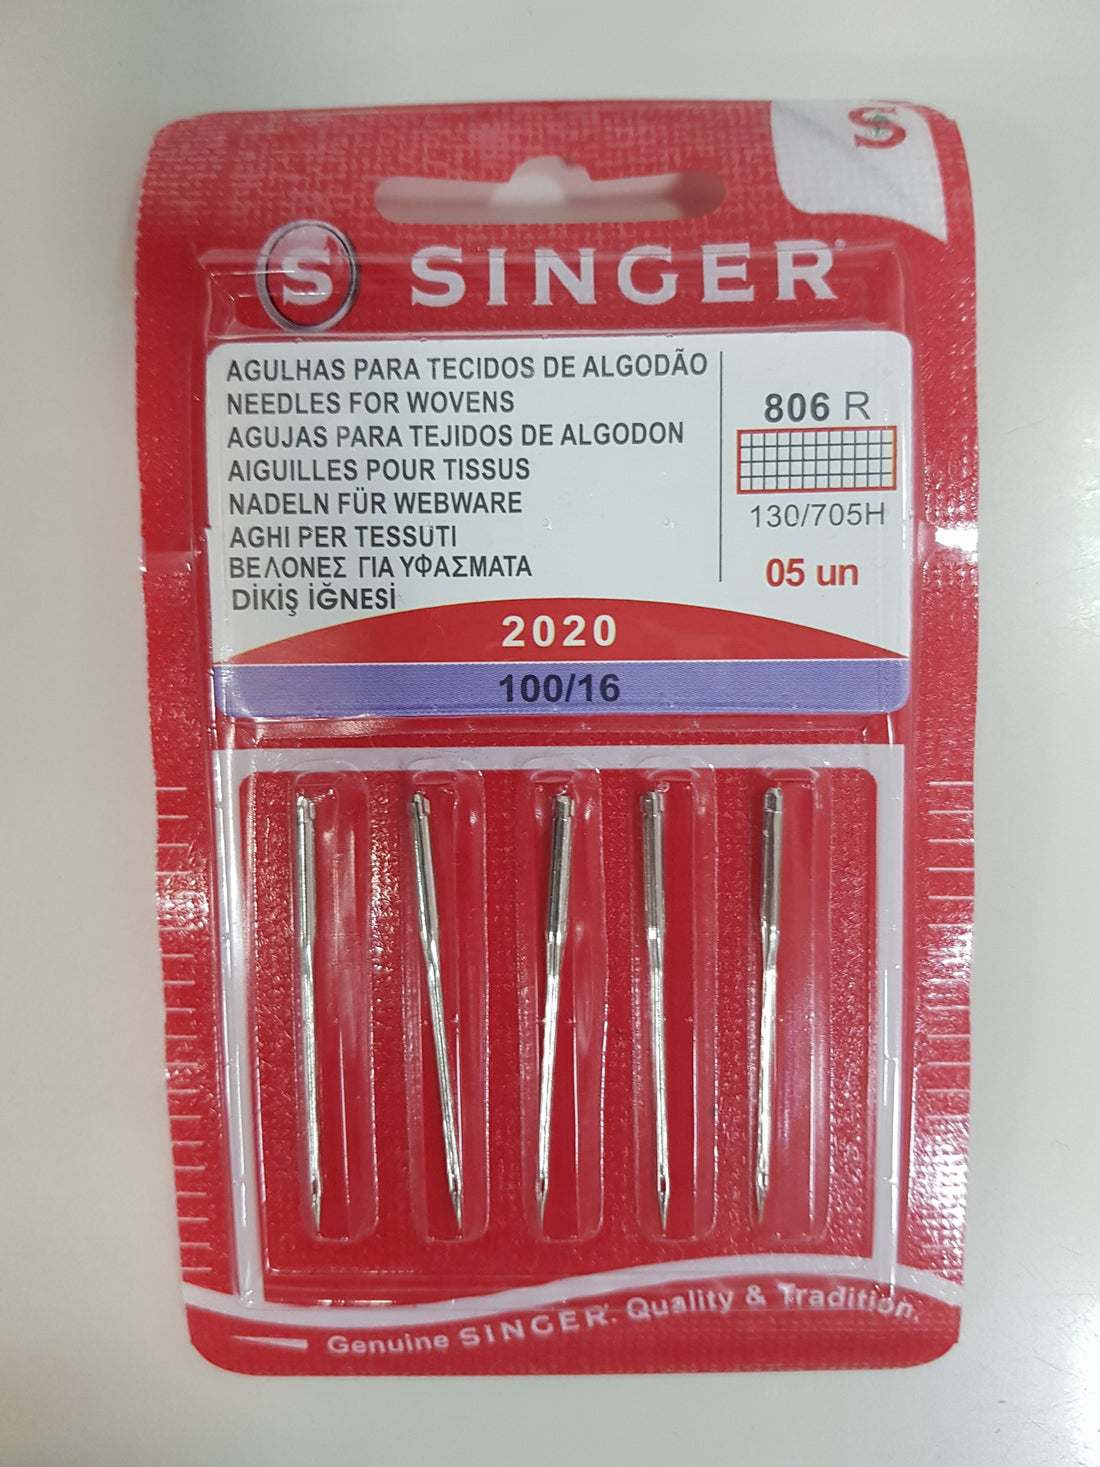 S
S SINGER
AGULHAS PARA TECIDOS DE ALGODÃO
NEEDLES FOR WOVENS
AGUJAS PARA TEJIDOS DE ALGODON
AIGUILLES POUR TISSUS
NADELN FÜR WEBWARE
AGHI PER TESSUTI
ΒΕΛΟΝΕΣ ΓΙΑ ΥΦΑΣΜΑΤΑ
DİKİŞ İĞNESİ
806 R
130/705H
05 un
2020
100/16
Genuine SINGER. Quality & Tradition.